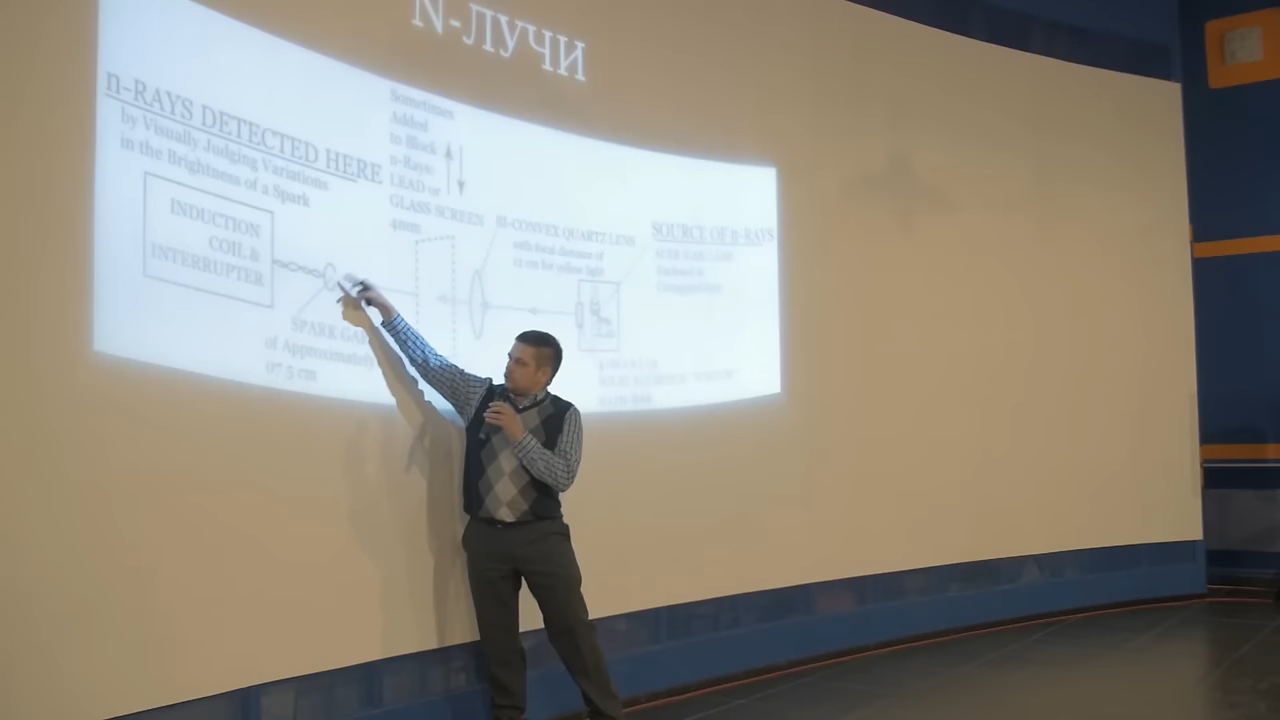 N-ЛУЧИ
n-RAYS DETECTED HERE
by Visually Judging Variations
in the Brightness of a Spark
INDUCTION
COIL &
INTERRUPTER
SPARK GAP
of Approximately
Sometimes
Added
to Block
n-Rays:
LEAD or
GLASS SCREEN
4mm
BI-CONVEX QUARTZ LENS
with focal distance of
12 cm for yellow light
SOURCE OF n-RAYS